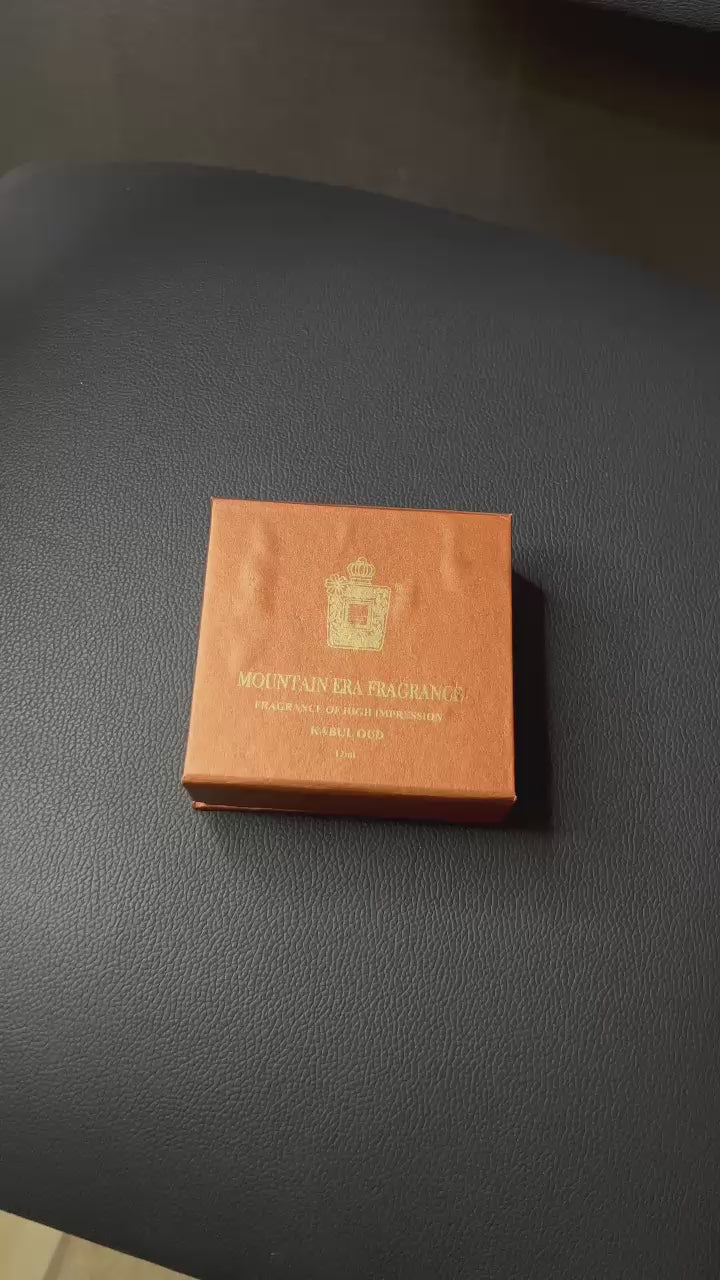 MOUNTAIN ERA FRAGRANCE
FRAGRANCE OF HIGH IMPRESSION
KABUL OUD
12ml